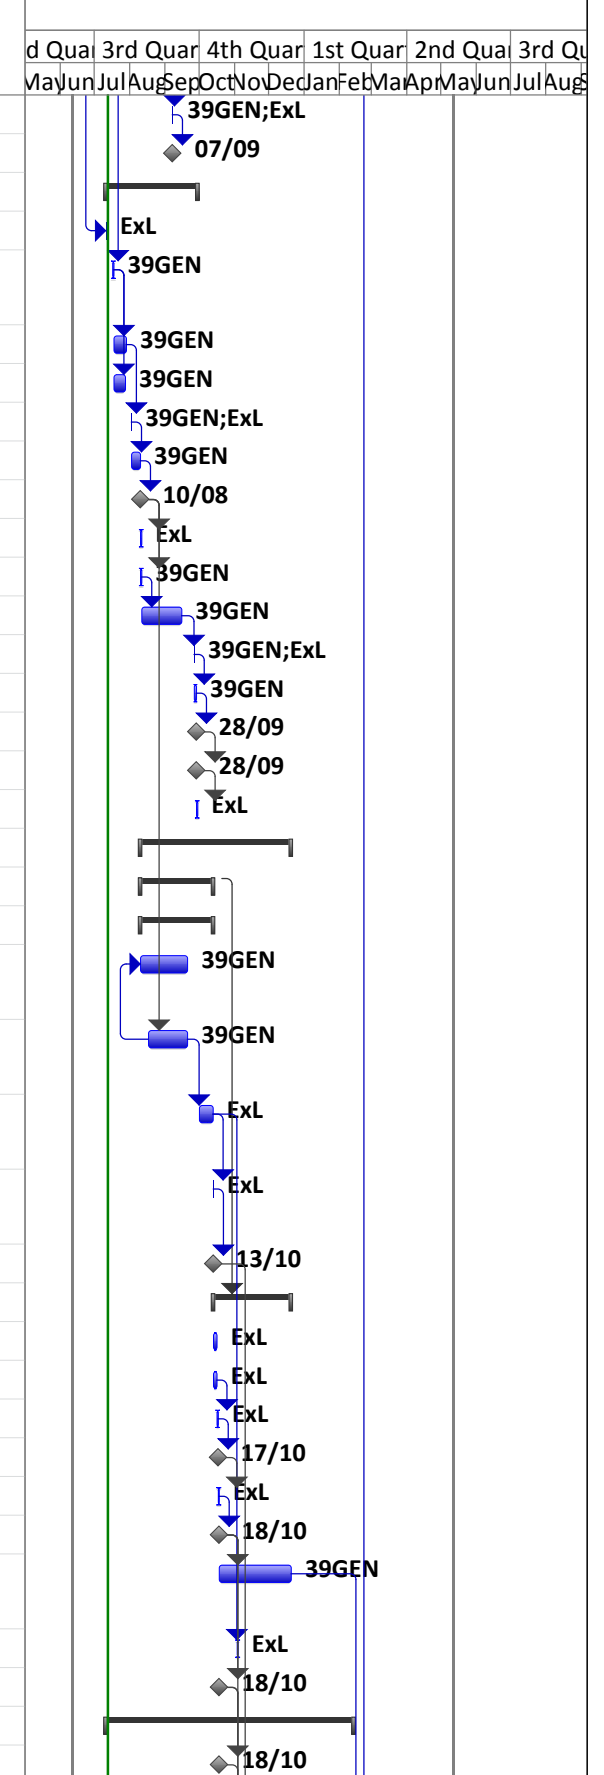 d Quar 3rd Quar 4th Quar 1st Quar 2nd Quar 3rd Qu
May Jun Jul Aug Sep Oct Nov Dec Jan Feb Mar Apr May Jun Jul Aug S
39GEN;ExL
07/09
ExL
39GEN
39GEN
39GEN
39GEN;ExL
39GEN
10/08
ExL
39GEN
39GEN
39GEN;ExL
39GEN
28/09
28/09
ExL
39GEN
39GEN
ExL
ExL
13/10
ExL
ExL
ExL
17/10
ExL
18/10
39GEN
ExL
18/10
18/10